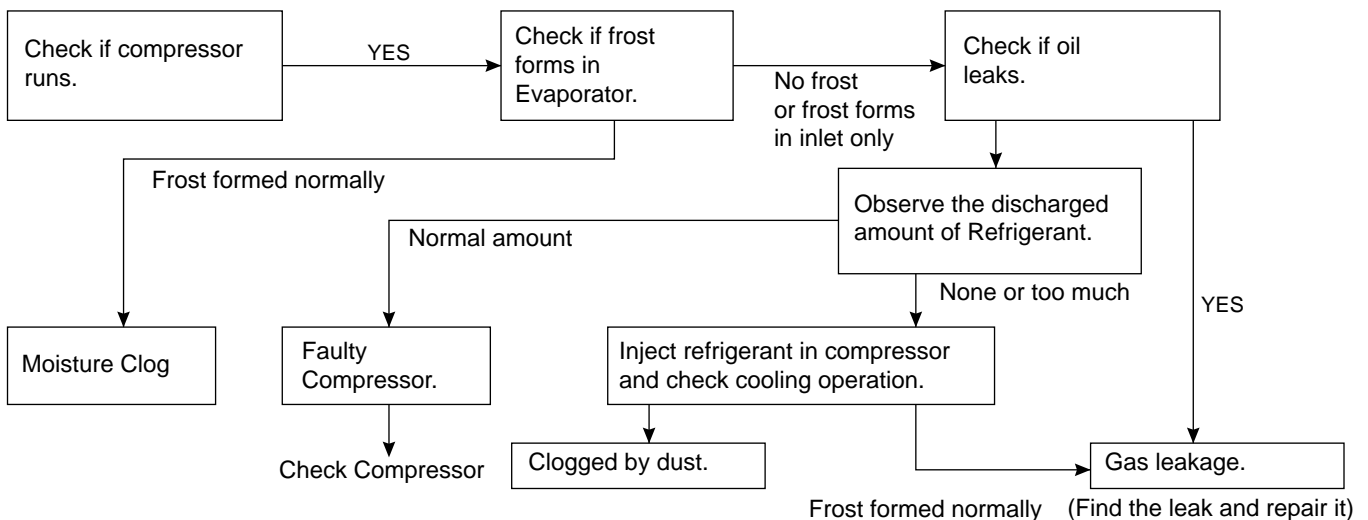 Check if compressor
runs.
YES
Check if frost
forms in
Evaporator.
No frost
or frost forms
in inlet only
Check if oil
leaks.
Frost formed normally
Observe the discharged
amount of Refrigerant.
Normal amount
None or too much
YES
Moisture Clog
Faulty
Compressor.
Inject refrigerant in compressor
and check cooling operation.
Check Compressor
Clogged by dust.
Gas leakage.
Frost formed normally
(Find the leak and repair it)